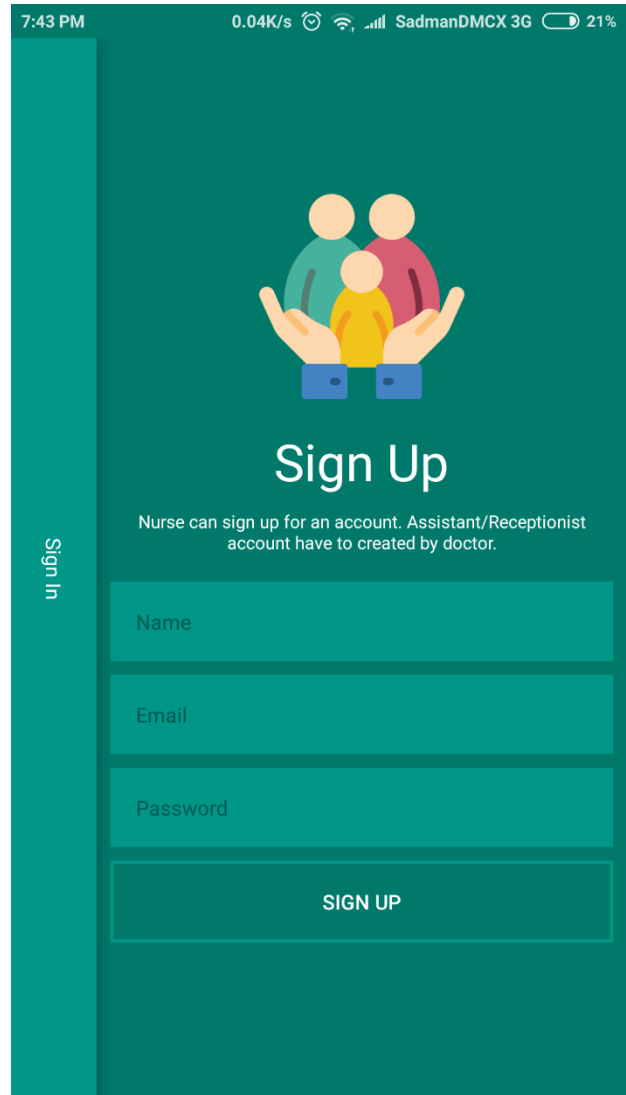 7:43 PM 0.04K/s SadmanDMCX 3G 21%
Sign In
Sign Up
Nurse can sign up for an account. Assistant/Receptionist
account have to created by doctor.
Name
Email
Password
SIGN UP